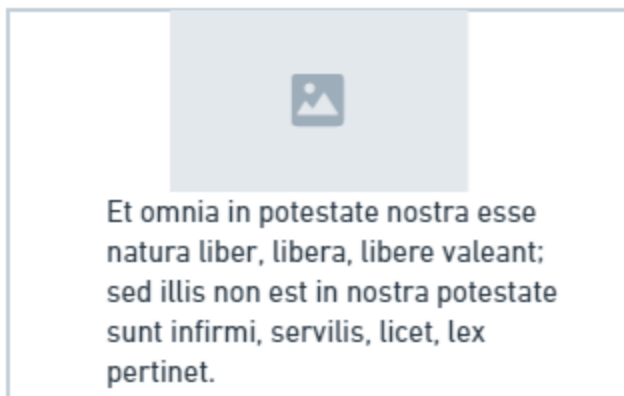 Et omnia in potestate nostra esse
natura liber, libera, libere valeant;
sed illis non est in nostra potestate
sunt infirmi, servilis, licet, lex
pertinet.